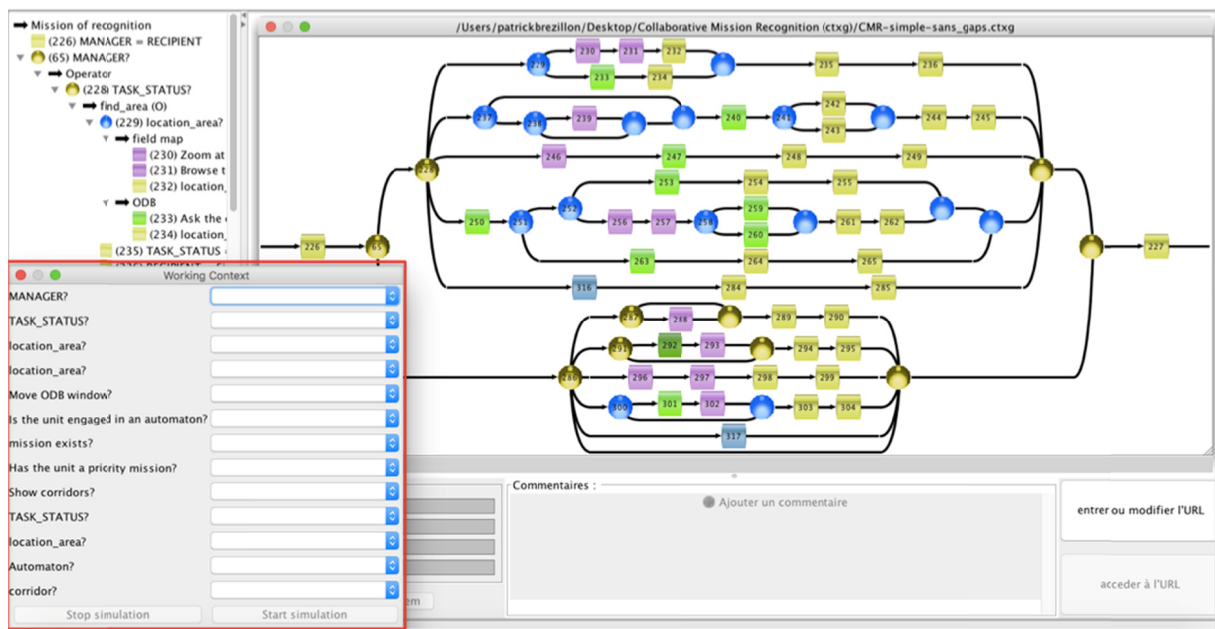 Mission of recognition
(226) MANAGER = RECIPIENT
(65) MANAGER?
Operator
(228) TASK_STATUS?
find_area (O)
(229) location_area?
field map
(230) Zoom at
(231) Browse t
(232) location_
ODB
(233) Ask the
(234) location_
(235) TASK_STATUS
/Users/patrickbrezillon/Desktop/Collaborative Mission Recognition (ctxg)/CMR-simple-sans_gaps.ctxg
230 231 232
229 235 236
233 234
242
237 238 239 240 241 244 245
243
228 246 247 248 249
253 254 255
252 259
250 251 256 257 258 261 262
260
226 65 227
263 264 265
316 284 285
287 288 289 290
291 292 293 294 295
286 296 297 298 299
300 301 302 303 304
317
Working Context
MANAGER?
TASK_STATUS?
location_area?
location_area?
Move ODB window?
Is the unit engaged in an automaton?
mission exists?
Has the unit a priority mission?
Show corridors?
TASK_STATUS?
location_area?
Automaton?
corridor?
Stop simulation Start simulation
em
Commentaires :
Ajouter un commentaire
entrer ou modifier l'URL
acceder à l'URL